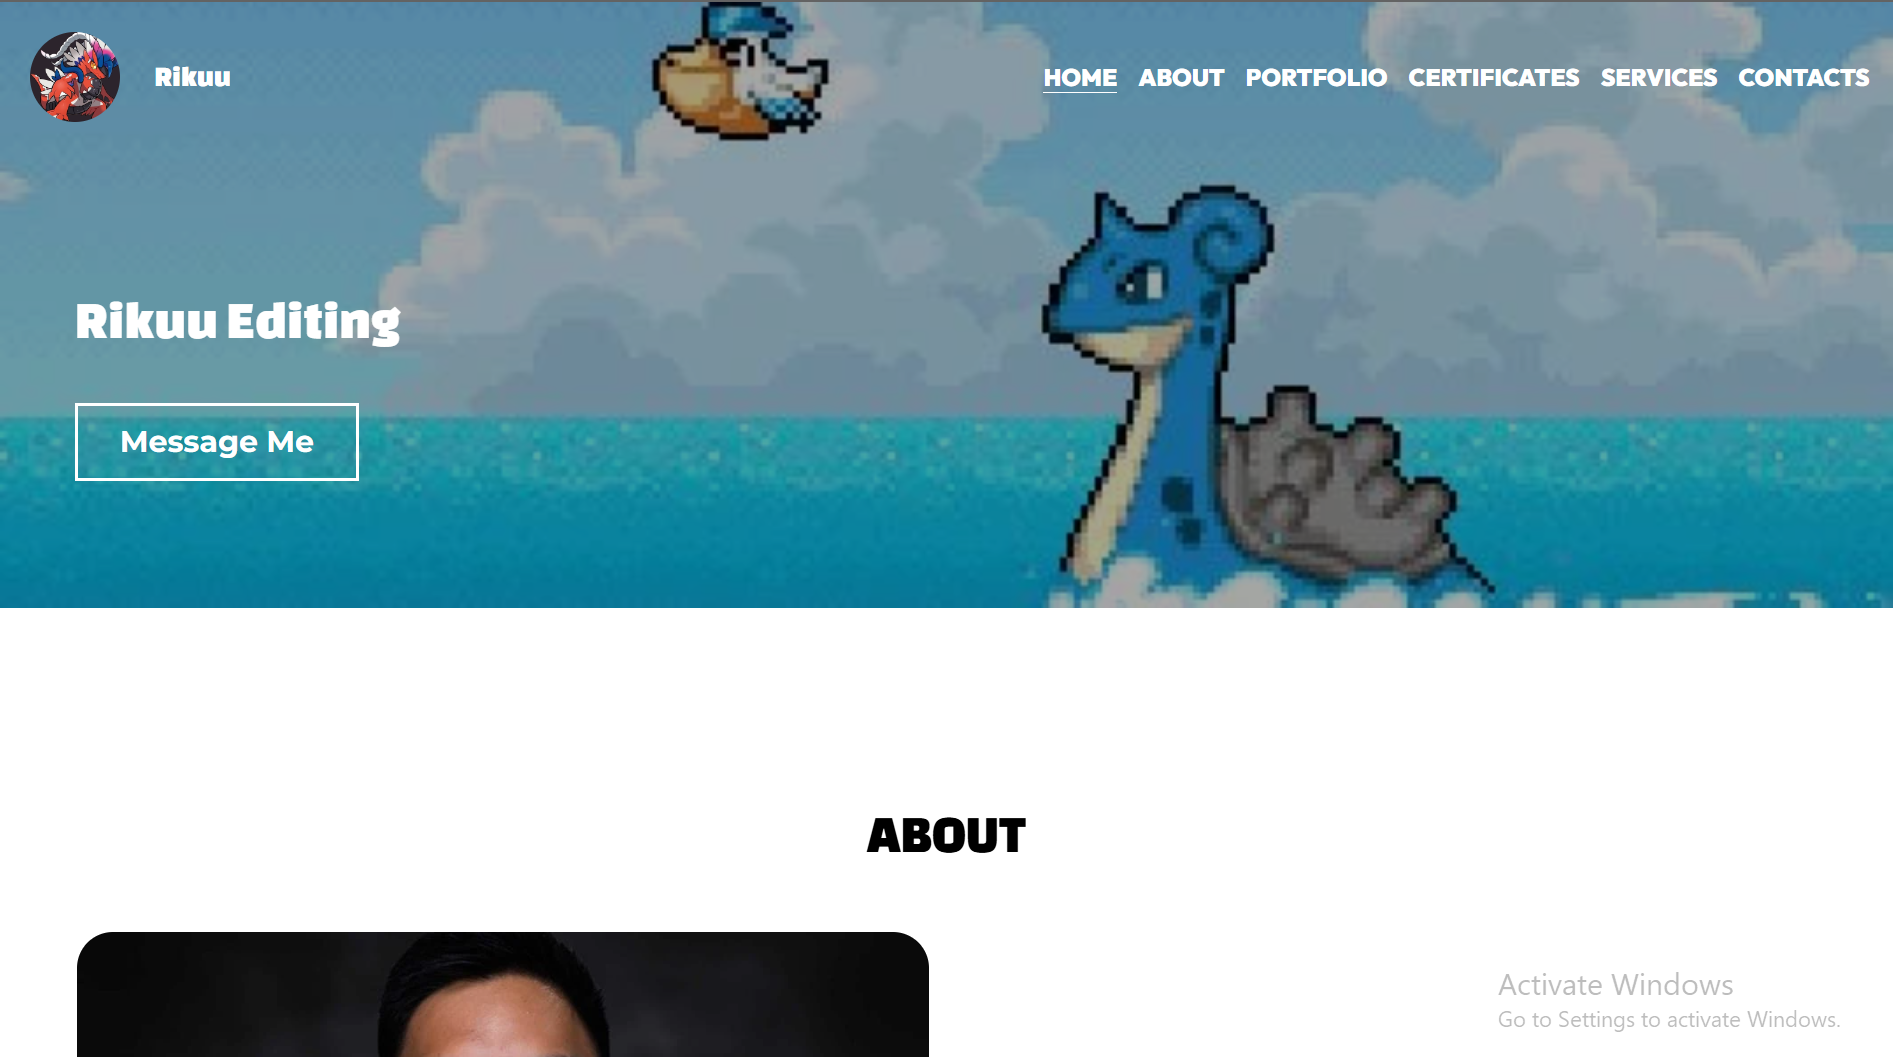 Rikuu
HOME ABOUT PORTFOLIO CERTIFICATES SERVICES CONTACTS
Rikuu Editing
Message Me
ABOUT
Activate Windows
Go to Settings to activate Windows.